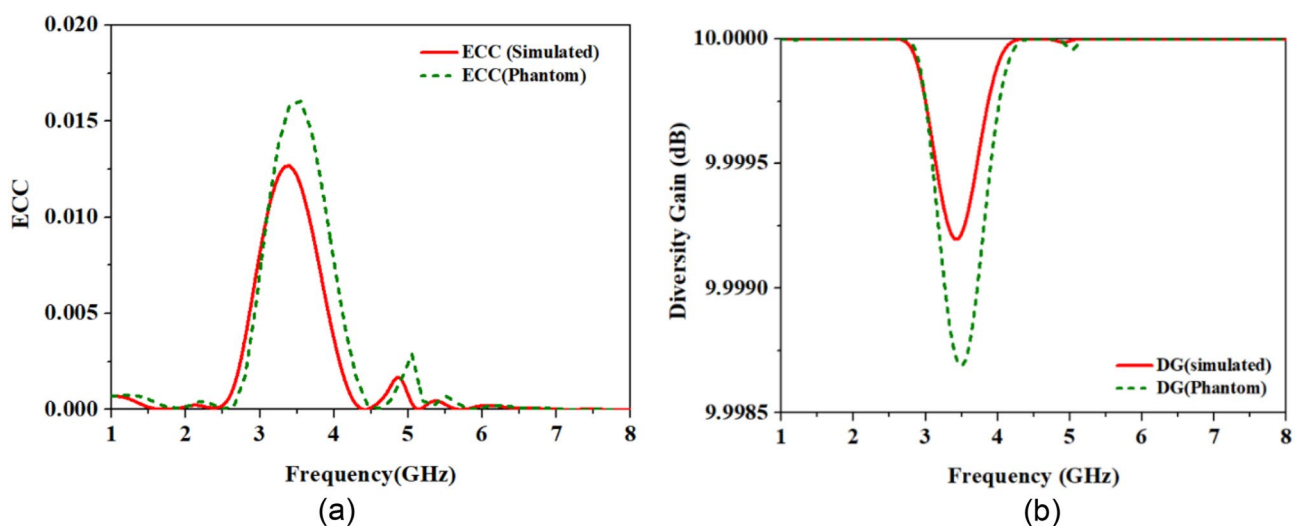 0.020
0.015
0.010
0.005
0.000
ECC
ECC (Simulated)
ECC(Phantom)
1 2 3 4 5 6 7 8
Frequency(GHz)
(a)
10.0000
9.9995
9.9990
9.9985
Diversity Gain (dB)
DG(simulated)
DG(Phantom)
1 2 3 4 5 6 7 8
Frequency (GHz)
(b)